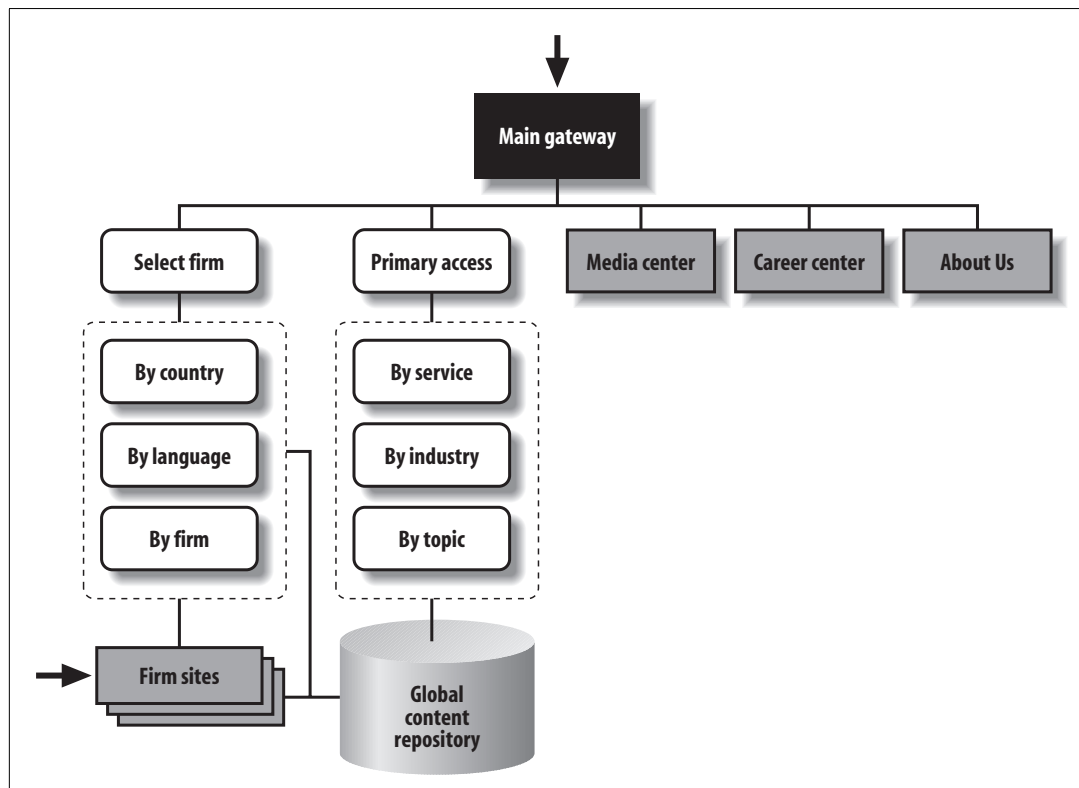 Main gateway
Select firm
Primary access
Media center
Career center
About Us
By country
By language
By firm
By service
By industry
By topic
Firm sites
Global
content
repository